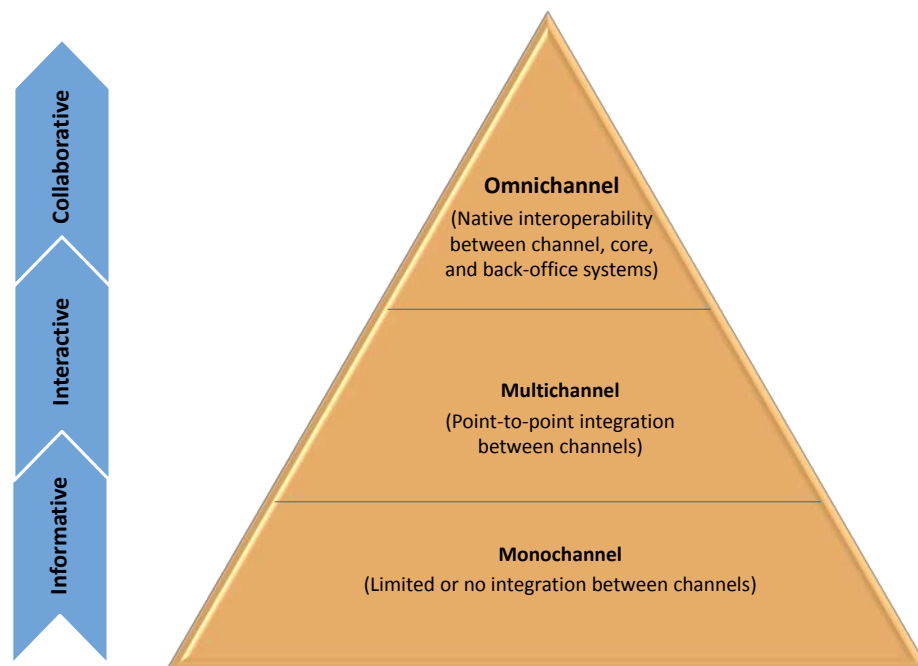 Collaborative
Interactive
Informative
Omnichannel
(Native interoperability
between channel, core,
and back-office systems)
Multichannel
(Point-to-point integration
between channels)
Monochannel
(Limited or no integration between channels)